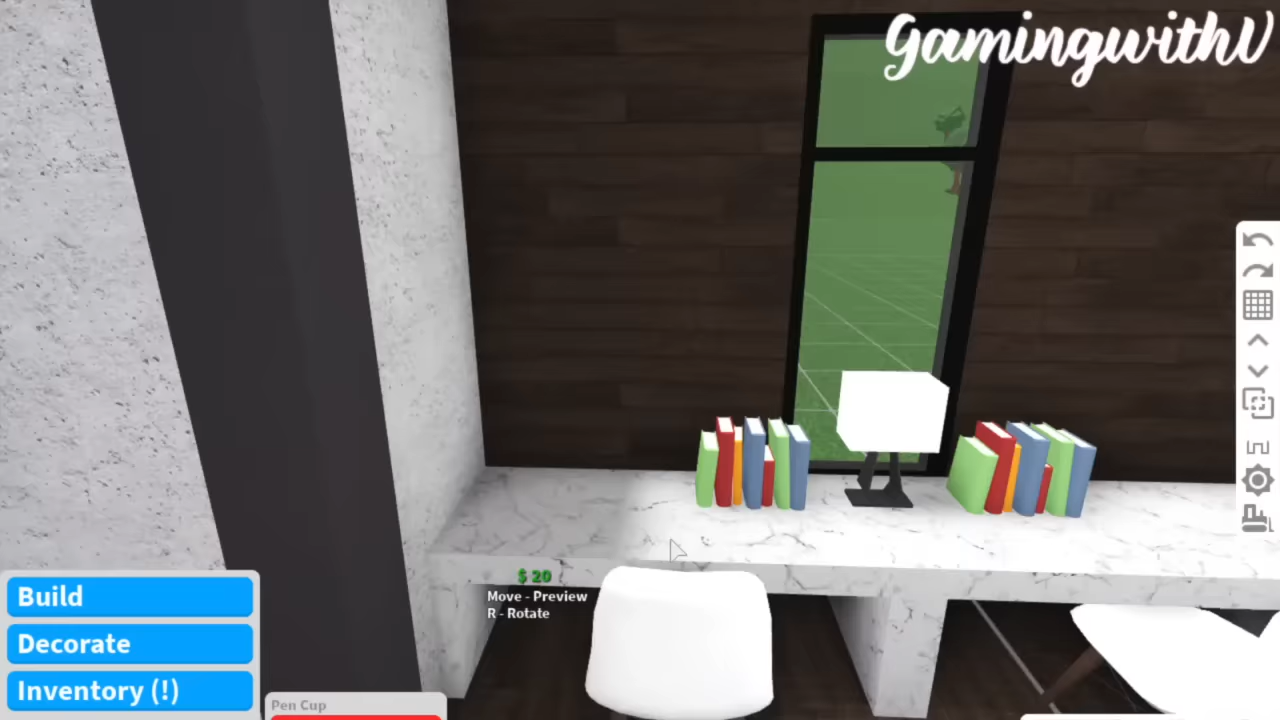 GamingwithV
$ 20
Move - Preview
R - Rotate
Build
Decorate
Inventory (!)
Pen Cup